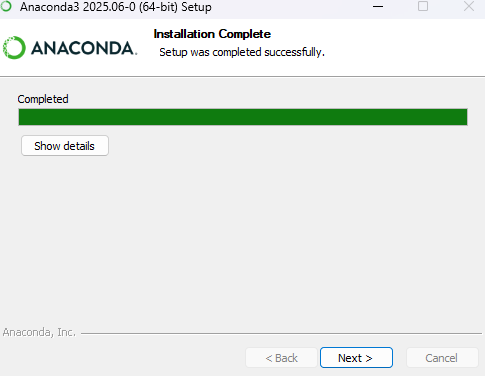 Anaconda3 2025.06-0 (64-bit) Setup
ANACONDA.
Installation Complete
Setup was completed successfully.
Completed
Show details
Anaconda, Inc.
< Back
Next >
Cancel